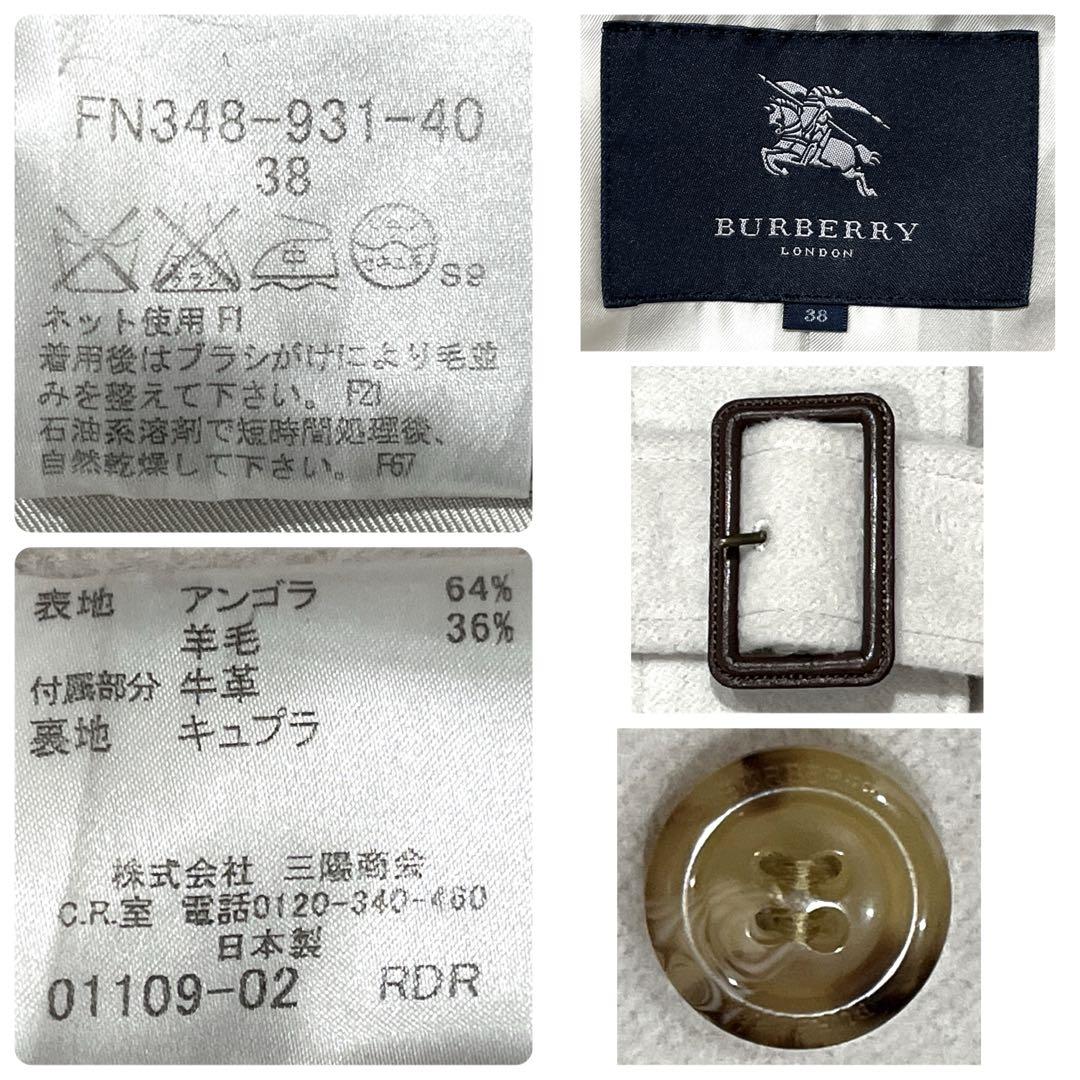 FN348-931-40
38
S9
ネット使用 F1
着用後はブラシがけにより毛並
みを整えて下さい。 F21
石油系溶剤で短時間処理後、
自然乾燥して下さい。 F67
BURBERRY
LONDON
38
表地 アンゴラ 64%
羊毛 36%
付属部分 牛革
裏地 キュプラ
株式会社 三陽商会
C.R.室 電話0120-340-460
日本製
01109-02 RDR